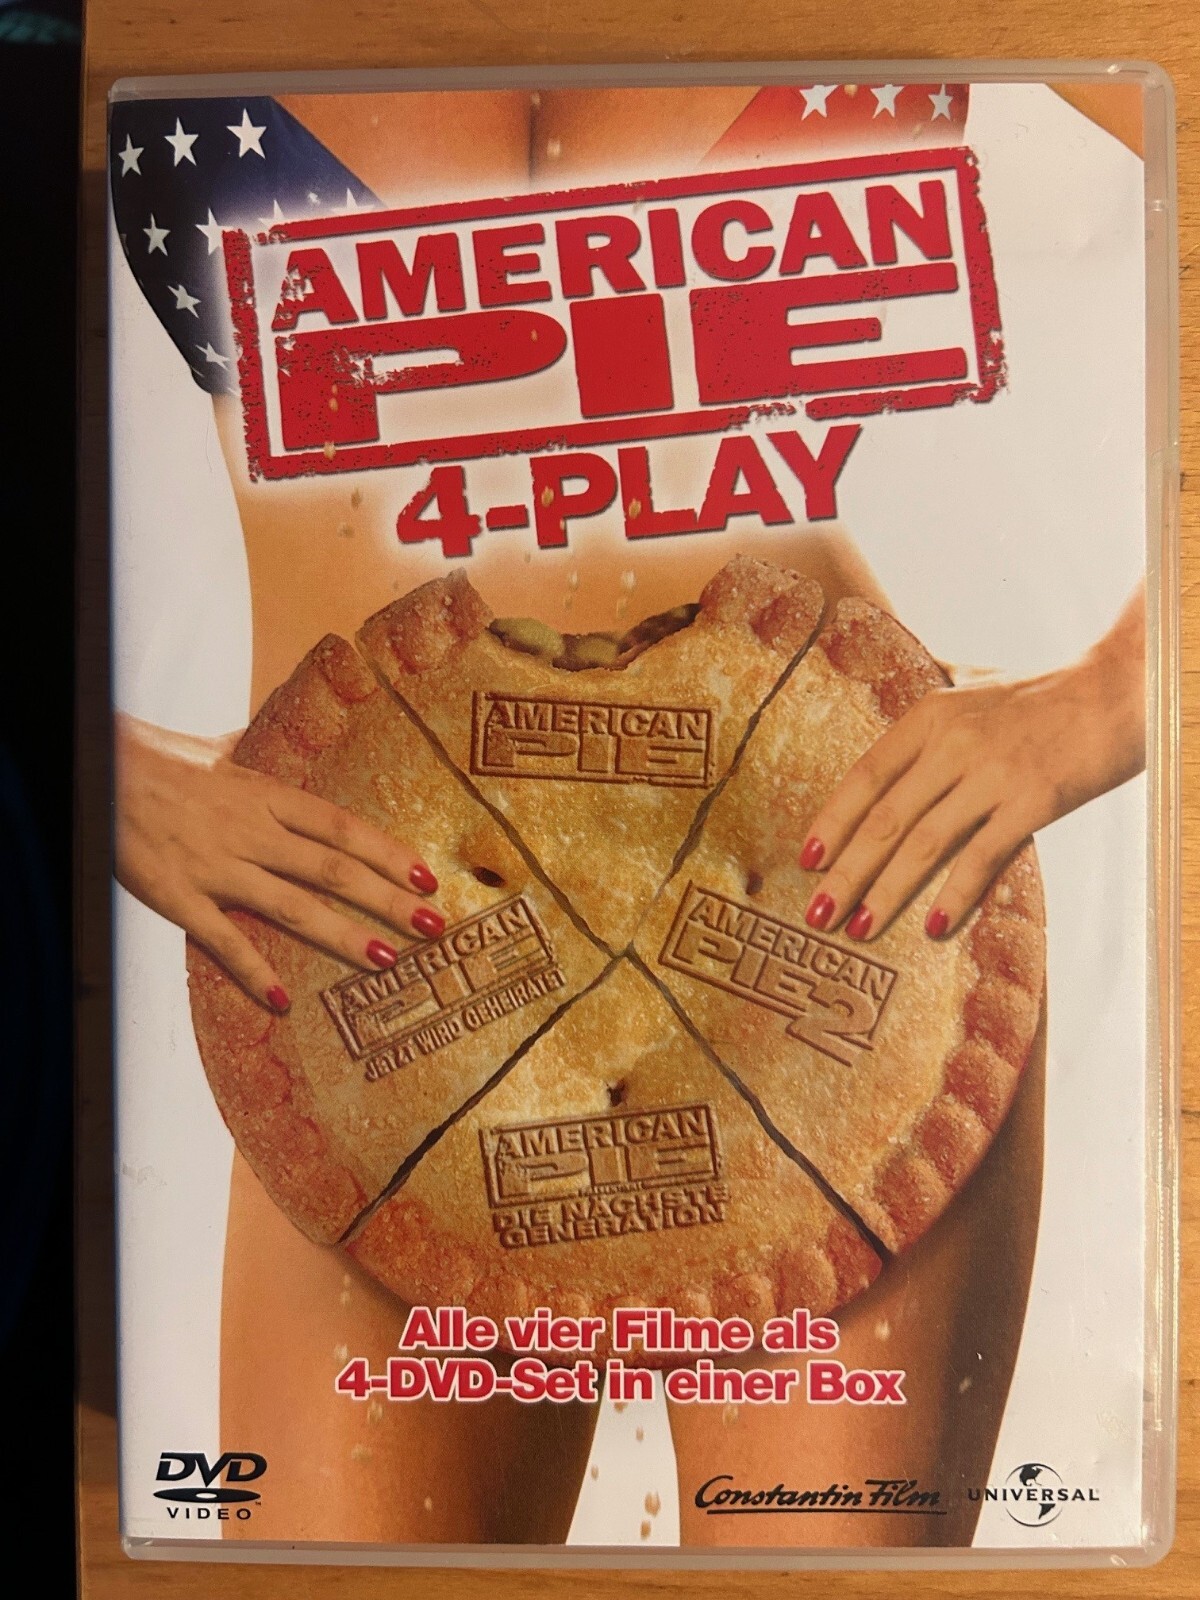 AMERICAN
PIE
4-PLAY
AMERICAN
PIE
AMERICAN
PIE
JETZT WIRD GEHEIRATET
AMERICAN
PIE 2
AMERICAN
PIE
DIE NÄCHSTE
GENERATION
Alle vier Filme als
4-DVD-Set in einer Box
DVD
VIDEO™
Constantin Film
UNIVERSAL